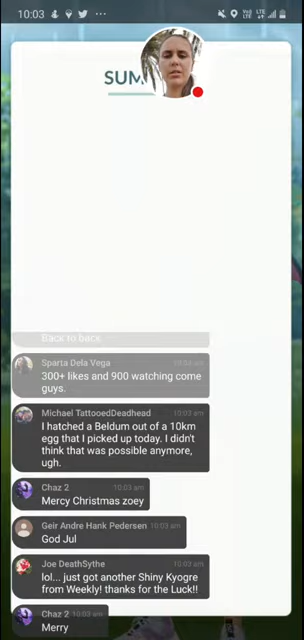 10:03
SUM
Back to back
Sparta Dela Vega
300+ likes and 900 watching come
guys.
Michael TattooedDeadhead 10:03 am
I hatched a Beldum out of a 10km
egg that I picked up today. I didn't
think that was possible anymore,
ugh.
Chaz 2 10:03 am
Mercy Christmas zoey
Geir Andre Hank Pedersen 10:03 am
God Jul
Joe DeathSythe 10:03 am
lol... just got another Shiny Kyogre
from Weekly! thanks for the Luck!!
Chaz 2 10:03 am
Merry